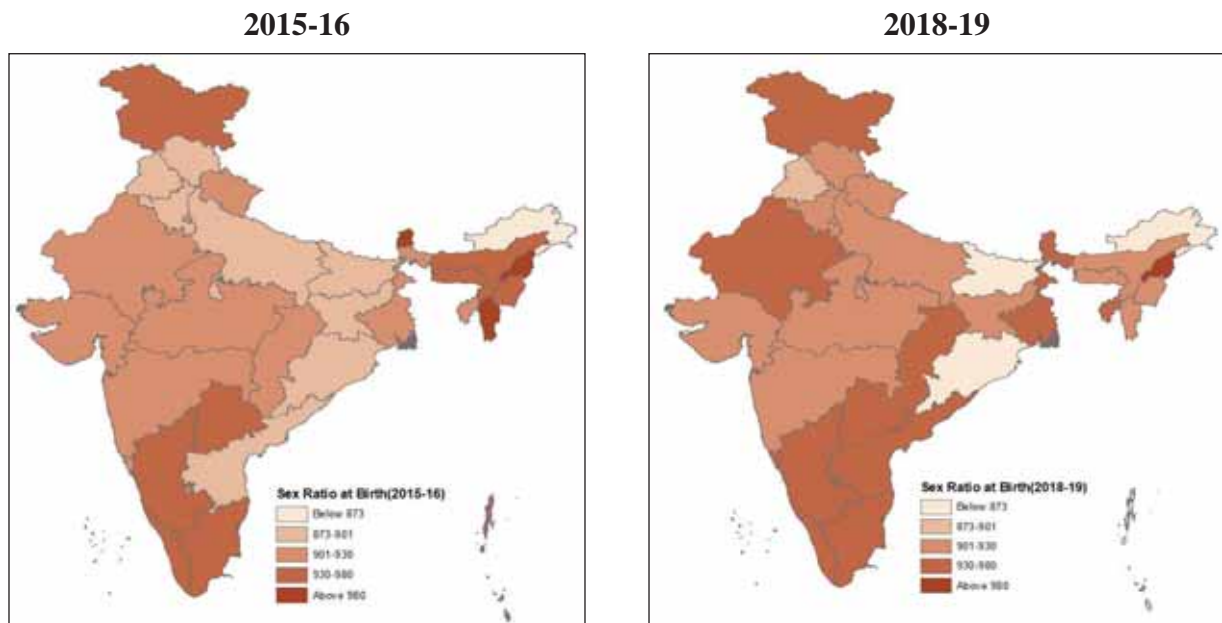 2015-16
2018-19
Sex Ratio at Birth(2015-16)
Below 873
873-901
901-930
930-980
Above 980
Sex Ratio at Birth(2018-19)
Below 873
873-901
901-930
930-980
Above 980